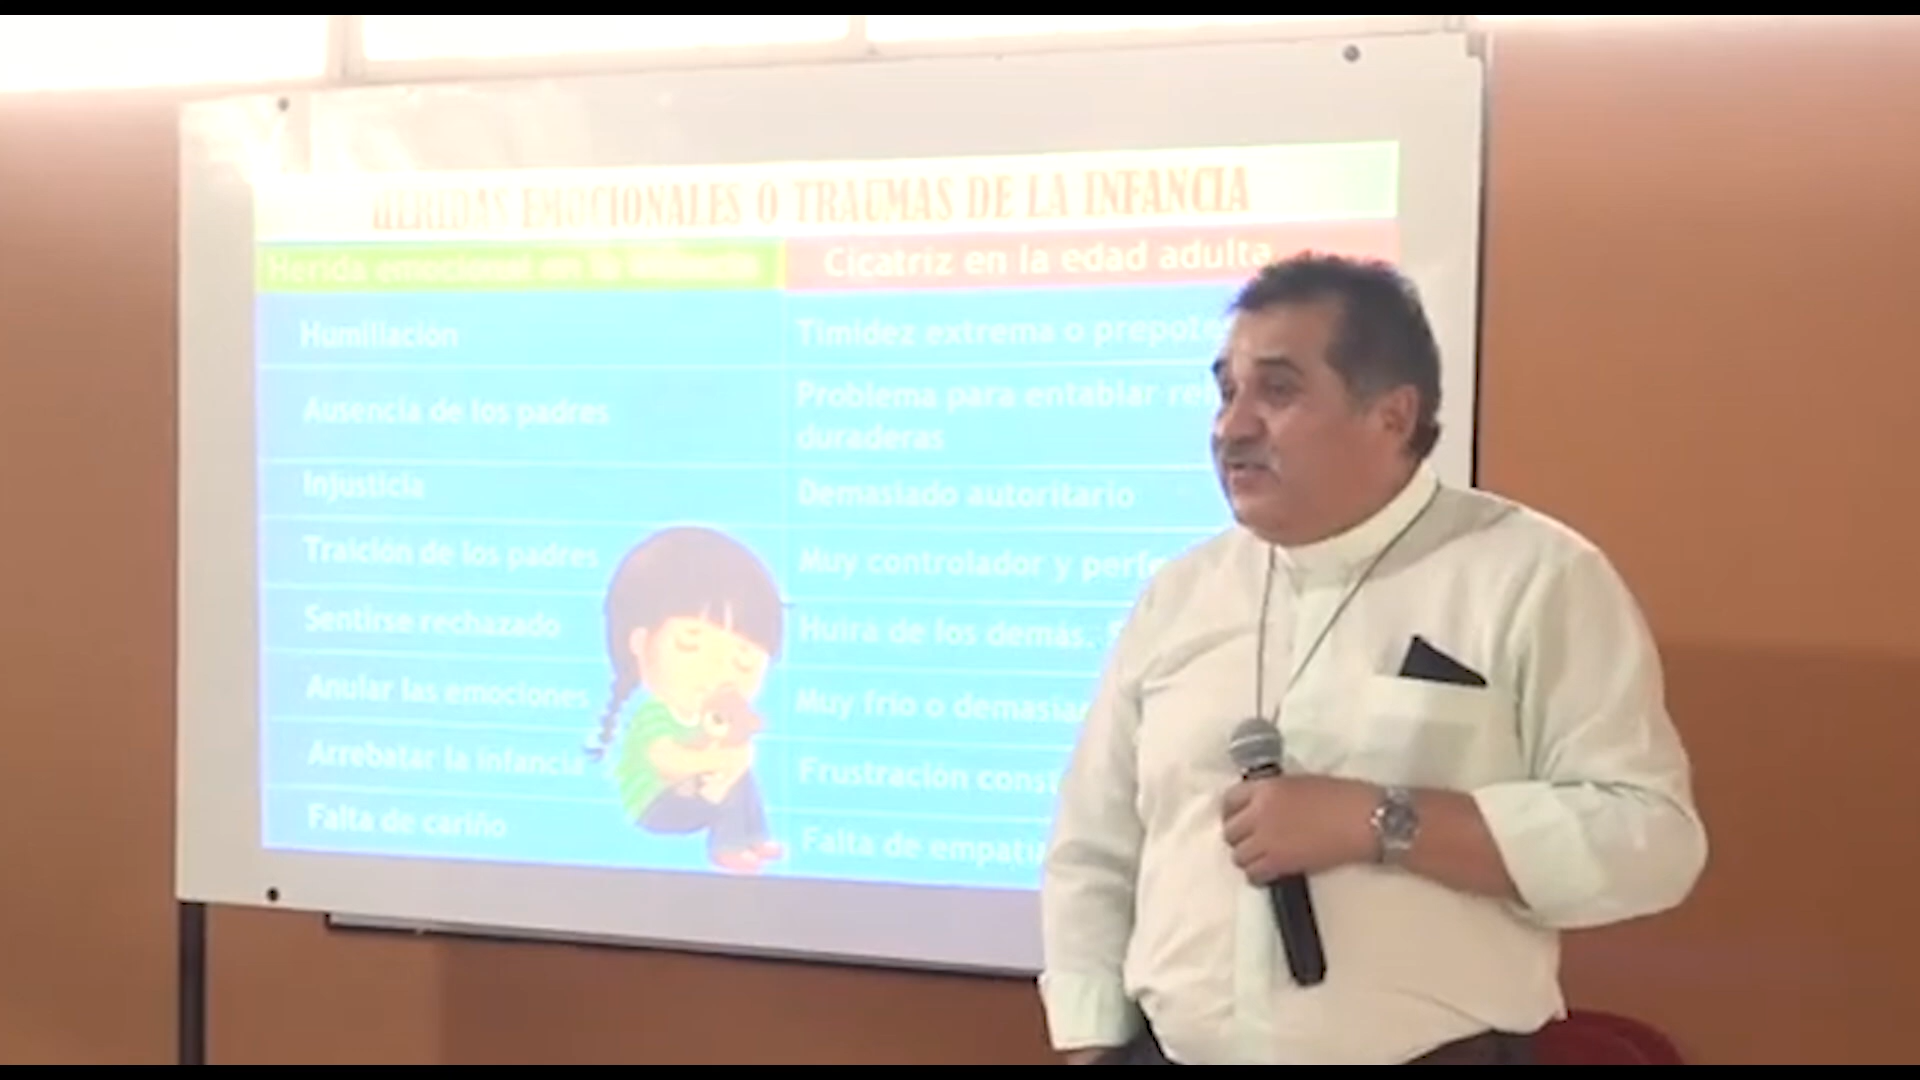 HERIDAS EMOCIONALES O TRAUMAS DE LA INFANCIA
Herida emocional en la infancia
Cicatriz en la edad adulta
Humillación
Timidez extrema o
Ausencia de los padres
Problema para entablar
duraderas
Injusticia
Demasiado autoritario
Traición de los padres
Muy controlador y
Sentirse rechazado
Huirá de los demás.
Anular las emociones
Muy frío o
Arrebatar la infancia
Frustración
Falta de cariño
Falta de